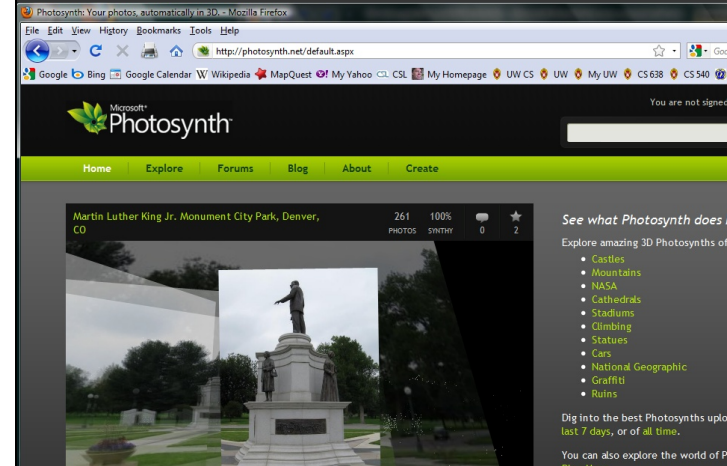 Photosynth: Your photos, automatically in 3D. - Mozilla Firefox
File Edit View History Bookmarks Tools Help
http://photosynth.net/default.aspx
Google Bing Google Calendar Wikipedia MapQuest My Yahoo CSL My Homepage UW CS UW My UW CS 638 CS 540
You are not signed
Microsoft®
Photosynth™
Home Explore Forums Blog About Create
Martin Luther King Jr. Monument City Park, Denver, CO
261 100%
PHOTOS SYNTHY 0 2
See what Photosynth does
Explore amazing 3D Photosynths of
Castles
Mountains
NASA
Cathedrals
Stadiums
Climbing
Statues
Cars
National Geographic
Graffiti
Ruins
Dig into the best Photosynths
last 7 days, or of all time.
You can also explore the world of